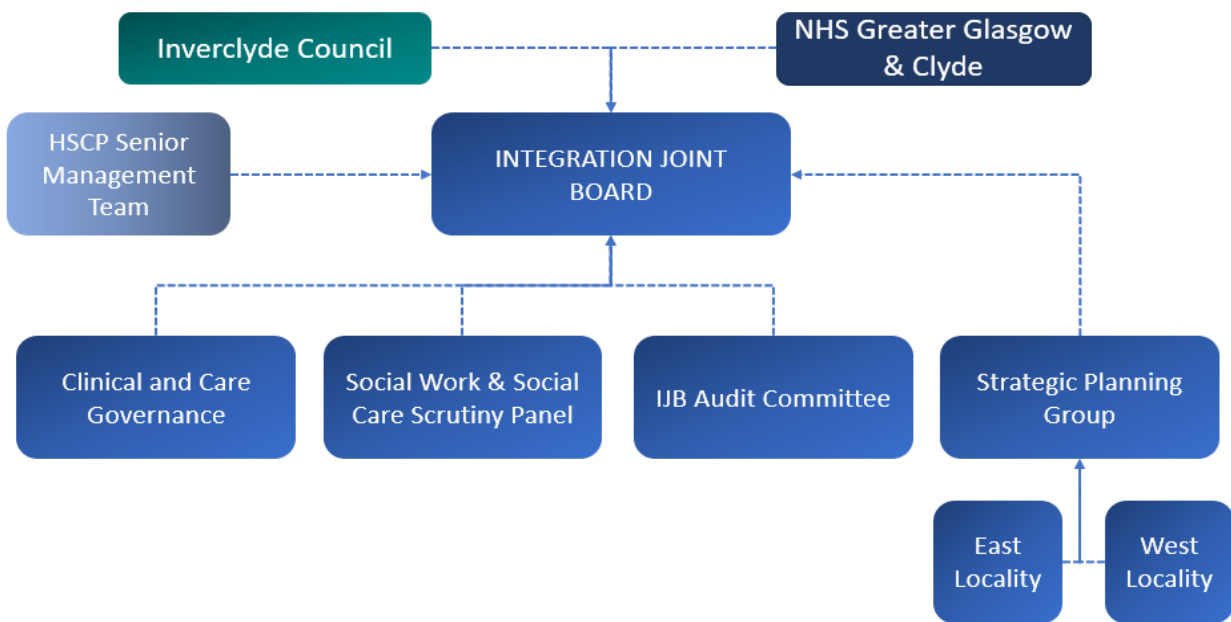 Inverclyde Council
NHS Greater Glasgow
& Clyde
HSCP Senior
Management
Team
INTEGRATION JOINT
BOARD
Clinical and Care
Governance
Social Work & Social
Care Scrutiny Panel
IJB Audit Committee
Strategic Planning
Group
East
Locality
West
Locality